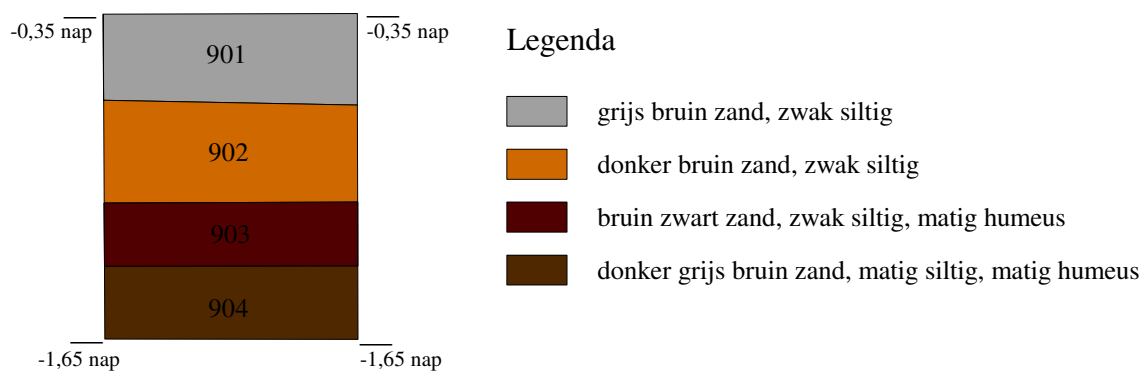 -0,35 nap
-0,35 nap
901
902
903
904
-1,65 nap
-1,65 nap
Legenda
grijs bruin zand, zwak siltig
donker bruin zand, zwak siltig
bruin zwart zand, zwak siltig, matig humeus
donker grijs bruin zand, matig siltig, matig humeus